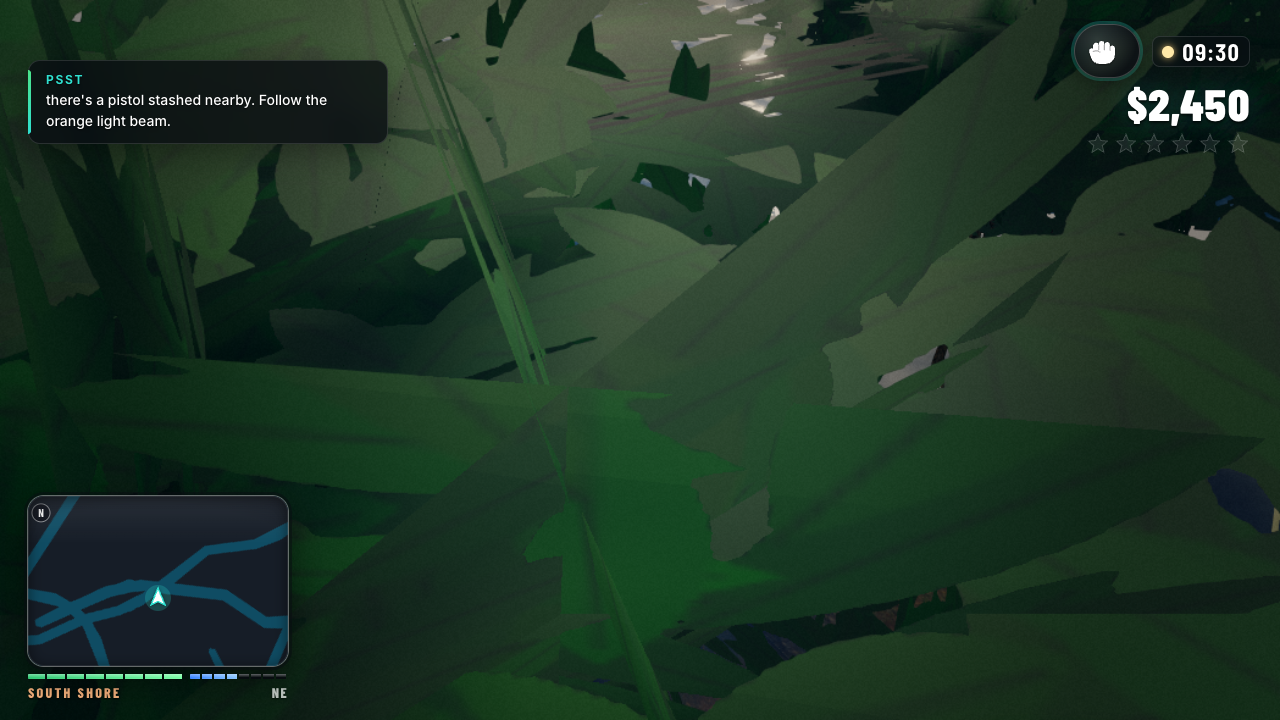 PSST
there's a pistol stashed nearby. Follow the
orange light beam.
09:30
$2,450
N
SOUTH SHORE
NE